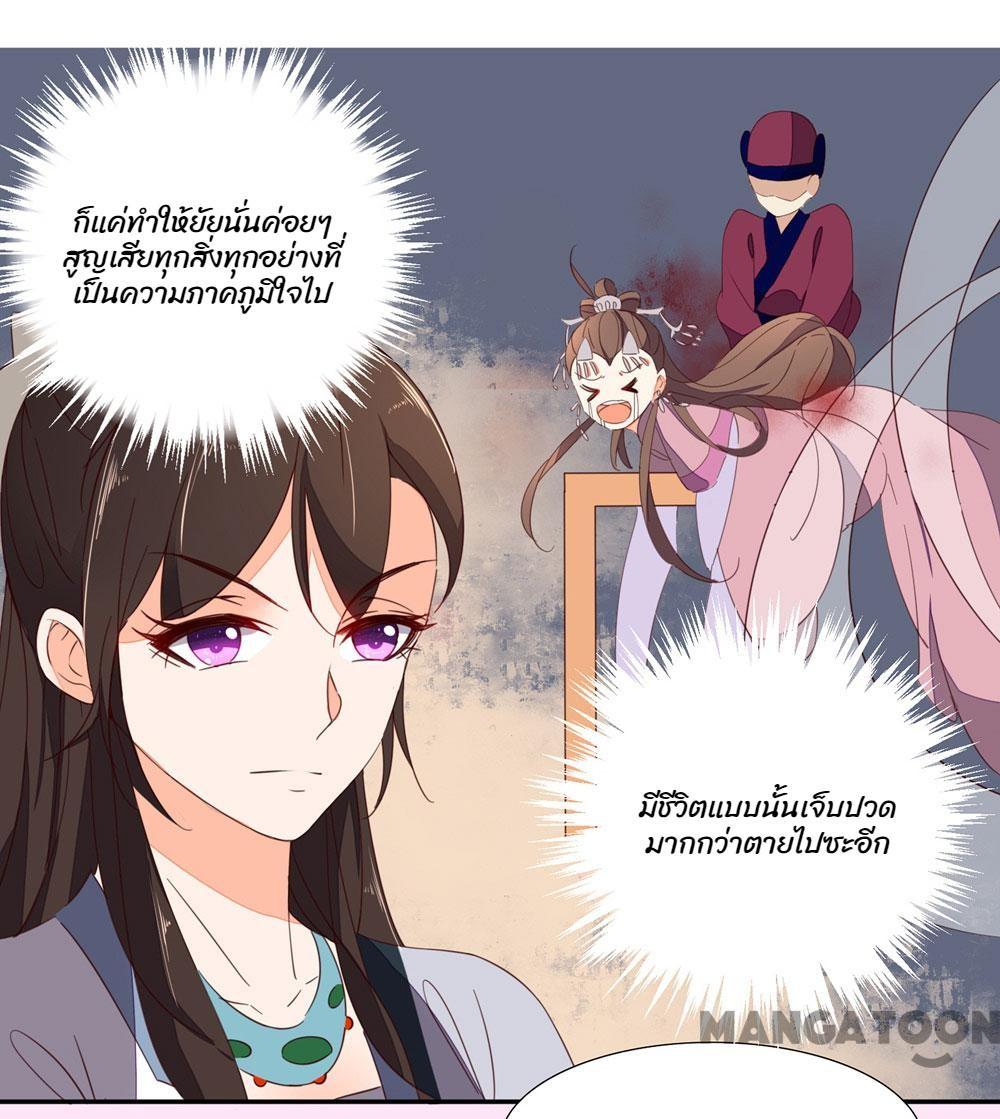 ก็แค่ทำให้ยัยนั่นค่อยๆ
สูญเสียทุกสิ่งทุกอย่างที่
เป็นความภาคภูมิใจไป
มีชีวิตแบบนั้นเจ็บปวด
มากกว่าตายไปซะอีก
MANGATOON